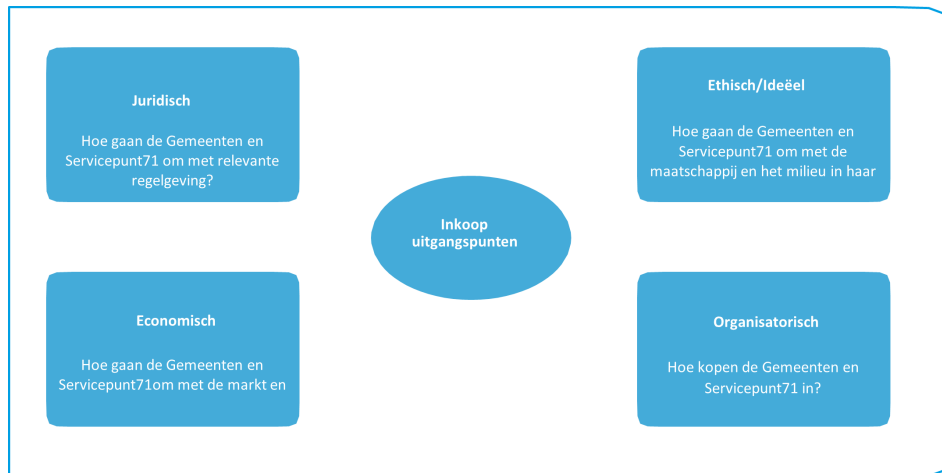 Juridisch
Hoe gaan de Gemeenten en
Servicepunt71 om met relevante
regelgeving?
Ethisch/Ideëel
Hoe gaan de Gemeenten en
Servicepunt71 om met de
maatschappij en het milieu in haar
Inkoop
uitgangspunten
Economisch
Hoe gaan de Gemeenten en
Servicepunt71om met de markt en
Organisatorisch
Hoe kopen de Gemeenten en
Servicepunt71 in?